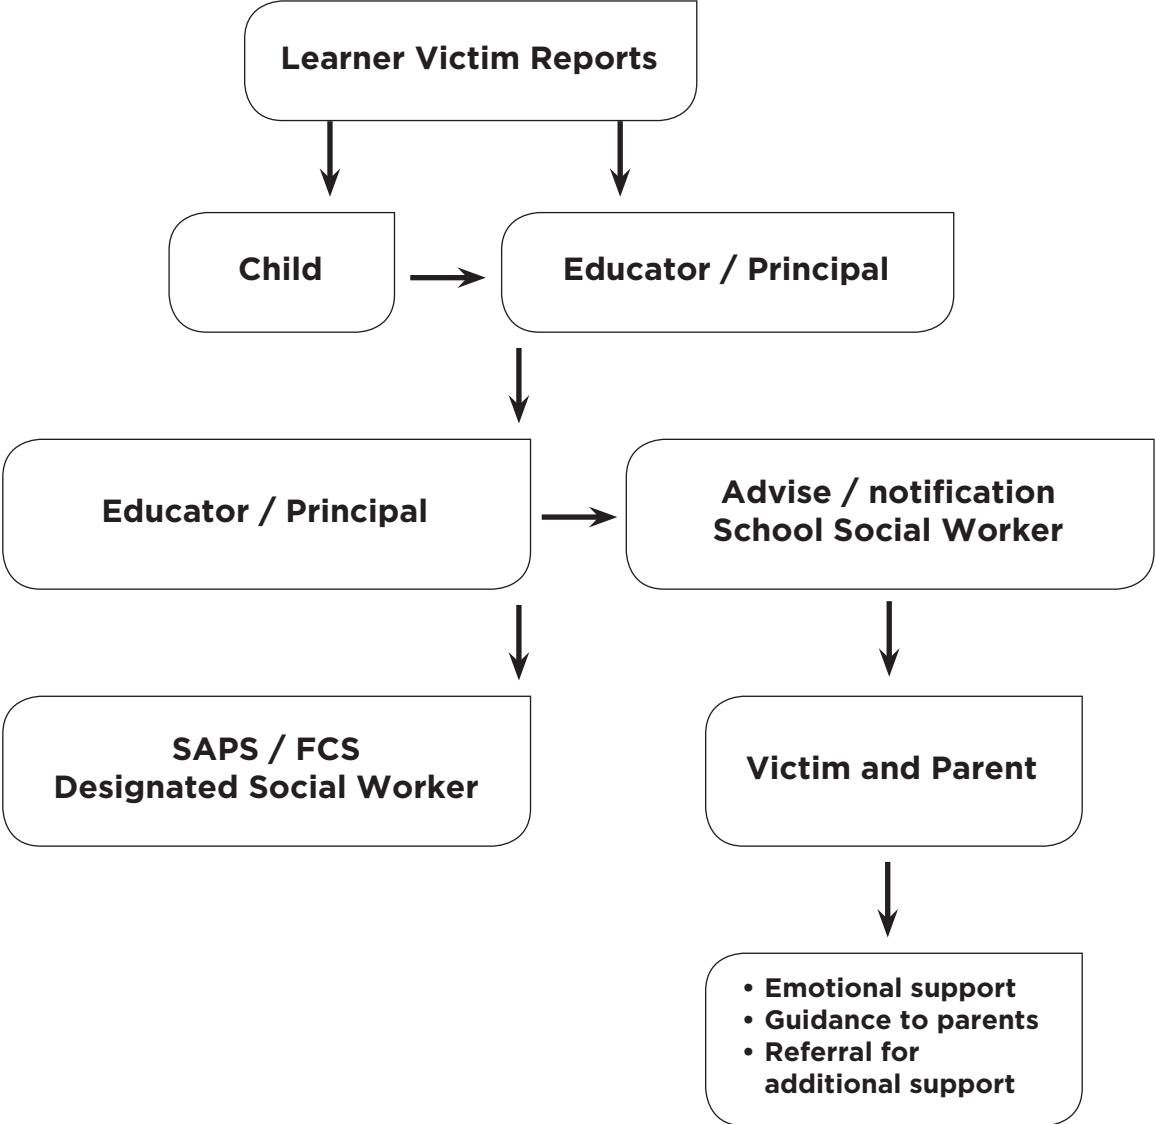 Learner Victim Reports
Child
Educator / Principal
Educator / Principal
Advise / notification
School Social Worker
SAPS / FCS
Designated Social Worker
Victim and Parent
• Emotional support
• Guidance to parents
• Referral for
additional support